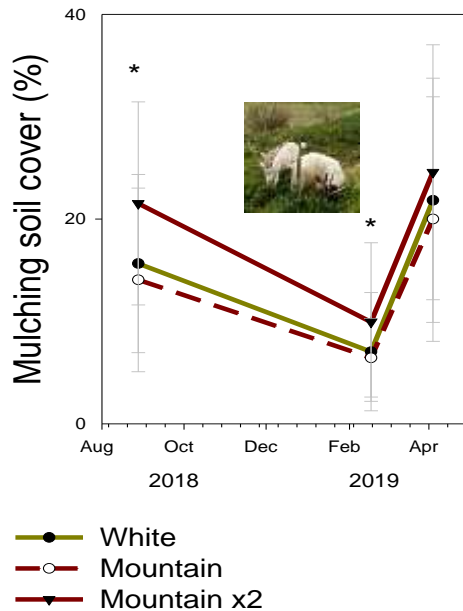 Mulching soil cover (%)
40
*
20
*
0
Aug Oct Dec Feb Apr
2018 2019
White
Mountain
Mountain x2